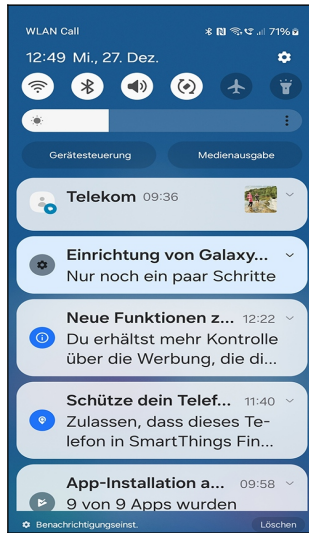 WLAN Call 71%
12:49 Mi., 27. Dez.
Gerätesteuerung Medienausgabe
Telekom 09:36
Einrichtung von Galaxy...
Nur noch ein paar Schritte
Neue Funktionen z... 12:22
Du erhältst mehr Kontrolle
über die Werbung, die di...
Schütze dein Telef... 11:40
Zulassen, dass dieses Te-
lefon in SmartThings Fin...
App-Installation a... 09:58
9 von 9 Apps wurden
Benachrichtigungseinst. Löschen